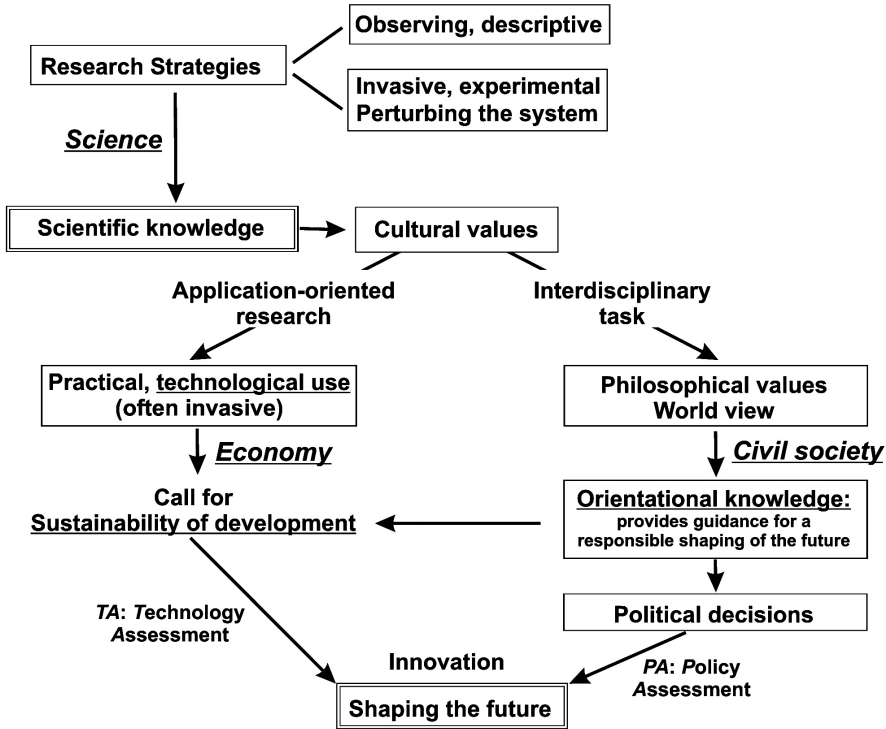 Observing, descriptive
Research Strategies
Invasive, experimental
Perturbing the system
Science
Scientific knowledge
Cultural values
Application-oriented
research
Interdisciplinary
task
Practical, technological use
(often invasive)
Philosophical values
World view
Economy
Civil society
Call for
Sustainability of development
Orientational knowledge:
provides guidance for a
responsible shaping of the future
Political decisions
TA: Technology
Assessment
Innovation
PA: Policy
Assessment
Shaping the future